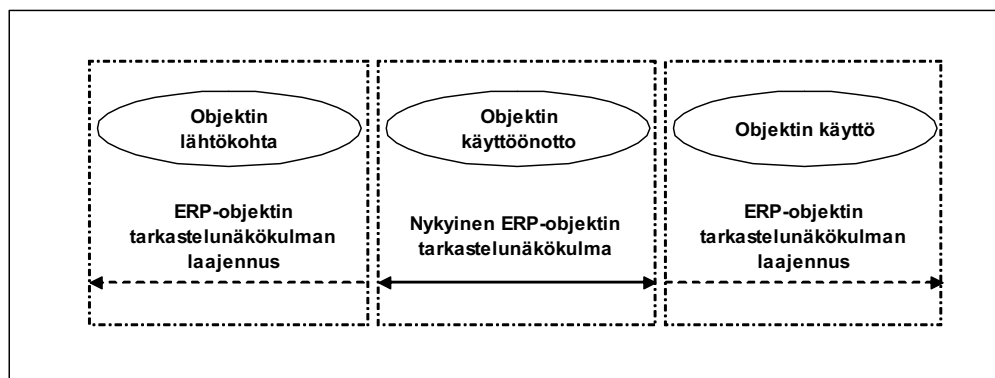 Objektin
lähtökohta
ERP-objektin
tarkastelunäkökulman
laajennus
Objektin
käyttöönotto
Nykyinen ERP-objektin
tarkastelunäkökulma
Objektin käyttö
ERP-objektin
tarkastelunäkökulman
laajennus